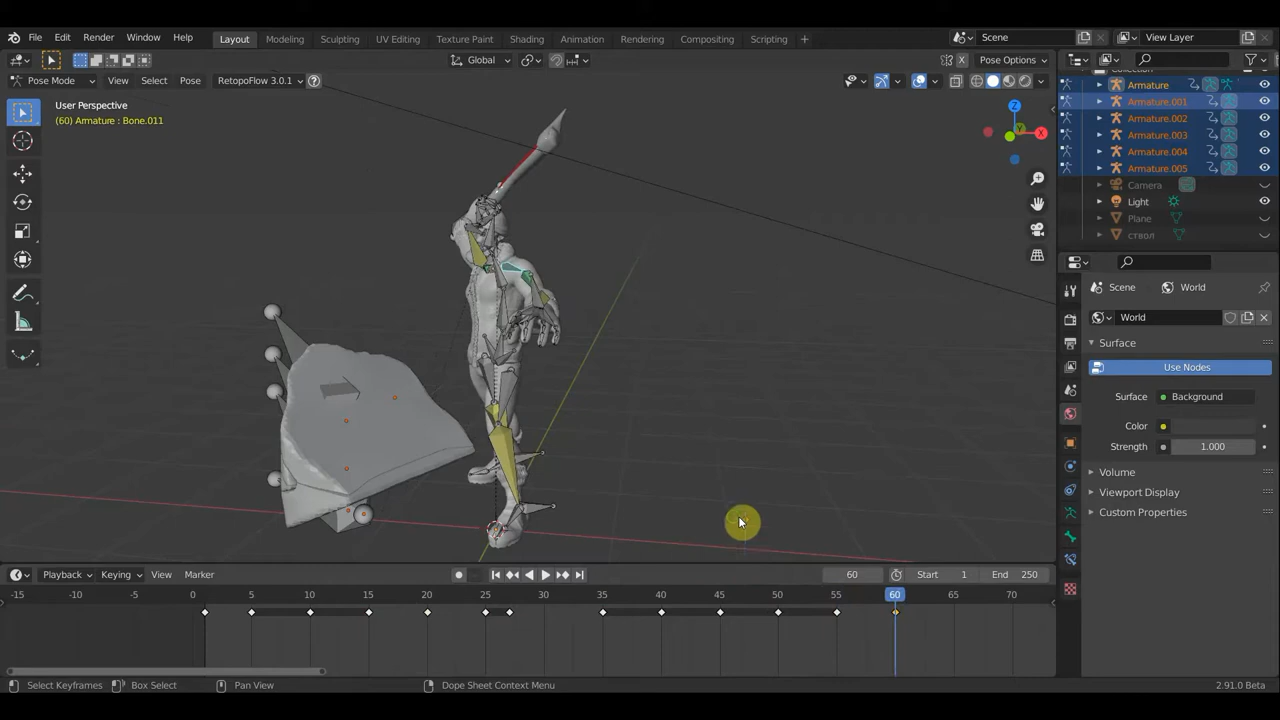 File Edit Render Window Help Layout Modeling Sculpting UV Editing Texture Paint Shading Animation Rendering Compositing Scripting + Scene View Layer
Global Pose Options
Pose Mode View Select Pose RetopoFlow 3.0.1
User Perspective
(60) Armature : Bone.011
Z
Y
X
Collection
Armature
Armature.001
Armature.002
Armature.003
Armature.004
Armature.005
Camera
Light
Plane
ствол
Scene World
World
Surface
Use Nodes
Surface Background
Color
Strength 1.000
Volume
Viewport Display
Custom Properties
Playback Keying View Marker 60 Start 1 End 250
-15 -10 -5 0 5 10 15 20 25 30 35 40 45 50 55 60 65 70
Select Keyframes Box Select Pan View Dope Sheet Context Menu 2.91.0 Beta